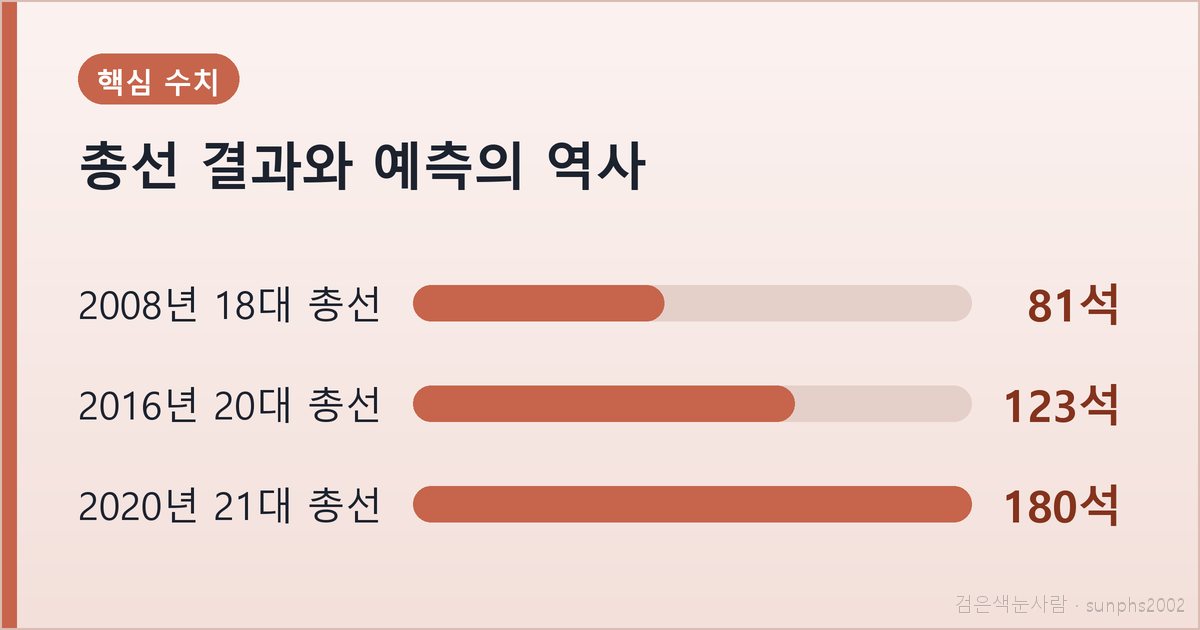 핵심 수치
총선 결과와 예측의 역사
2008년 18대 총선 81석
2016년 20대 총선 123석
2020년 21대 총선 180석
검은색눈사람 · sunphs2002